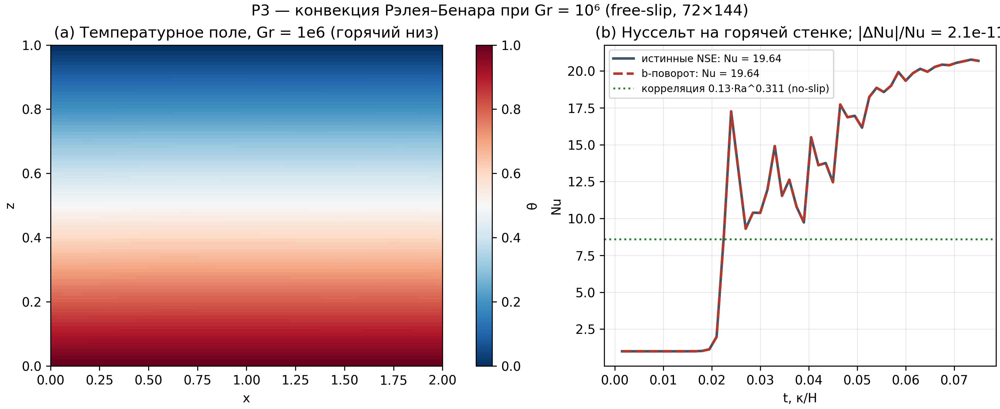 P3 — конвекция Рэлея–Бенара при Gr = 10⁶ (free-slip, 72×144)
(a) Температурное поле, Gr = 1e6 (горячий низ)
1.0
0.8
0.6
0.4
0.2
0.0
z
0.00 0.25 0.50 0.75 1.00 1.25 1.50 1.75 2.00
x
1.0
0.8
0.6
0.4
0.2
0.0
θ
(b) Нуссельт на горячей стенке; |ΔNu|/Nu = 2.1e-11
истинные NSE: Nu = 19.64
b-поворот: Nu = 19.64
корреляция 0.13·Ra^0.311 (no-slip)
20.0
17.5
15.0
12.5
10.0
7.5
5.0
2.5
Nu
0.00 0.01 0.02 0.03 0.04 0.05 0.06 0.07
t, κ/H